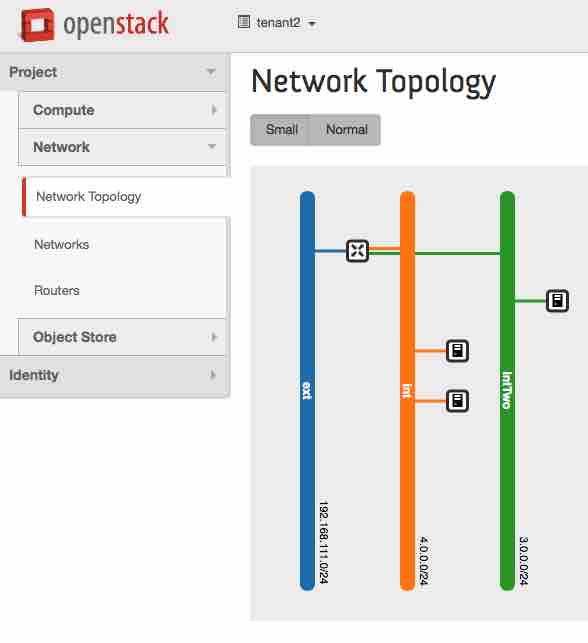 openstack
tenant2
Project
Compute
Network
Network Topology
Networks
Routers
Object Store
Identity
Network Topology
Small Normal
ext
int
intTwo
192.168.111.0/24
4.0.0.0/24
3.0.0.0/24